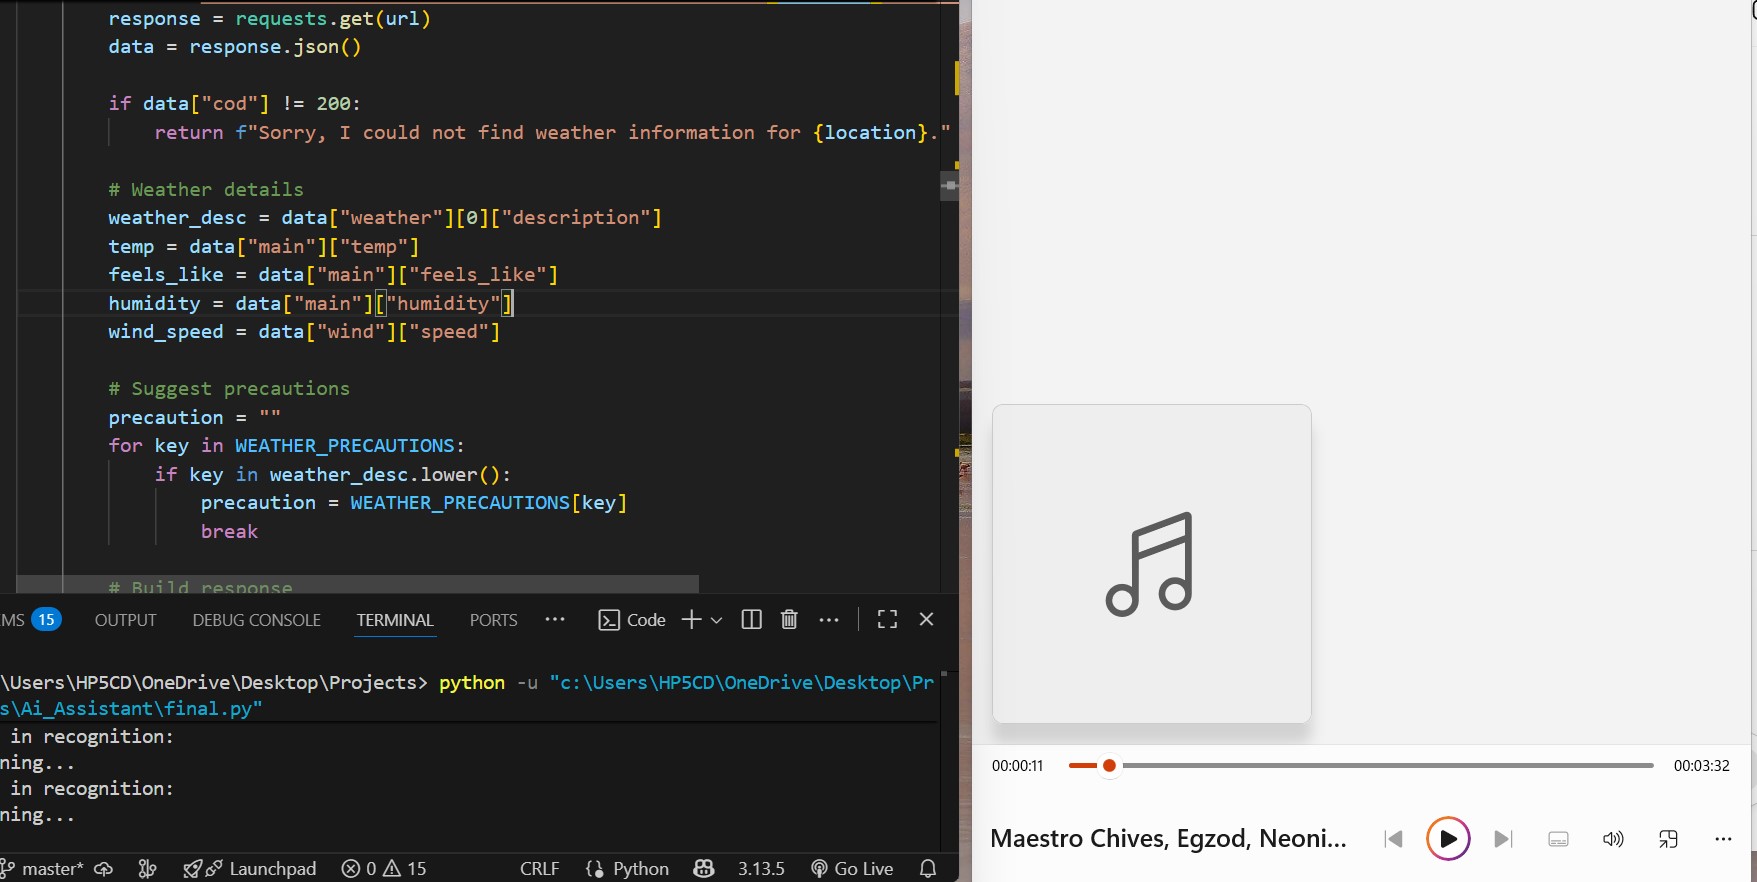 response = requests.get(url)
data = response.json()
if data["cod"] != 200:
return f"Sorry, I could not find weather information for {location}."
# Weather details
weather_desc = data["weather"][0]["description"]
temp = data["main"]["temp"]
feels_like = data["main"]["feels_like"]
humidity = data["main"]["humidity"]
wind_speed = data["wind"]["speed"]
# Suggest precautions
precaution = ""
for key in WEATHER_PRECAUTIONS:
if key in weather_desc.lower():
precaution = WEATHER_PRECAUTIONS[key]
break
# Build response
MS 15 OUTPUT DEBUG CONSOLE TERMINAL PORTS ... Code
\Users\HP5CD\OneDrive\Desktop\Projects> python -u "c:\Users\HP5CD\OneDrive\Desktop\Pr
s\Ai_Assistant\final.py"
in recognition:
ning...
in recognition:
ning...
master* Launchpad 0 15 CRLF {} Python 3.13.5 Go Live
00:00:11 00:03:32
Maestro Chives, Egzod, Neoni...